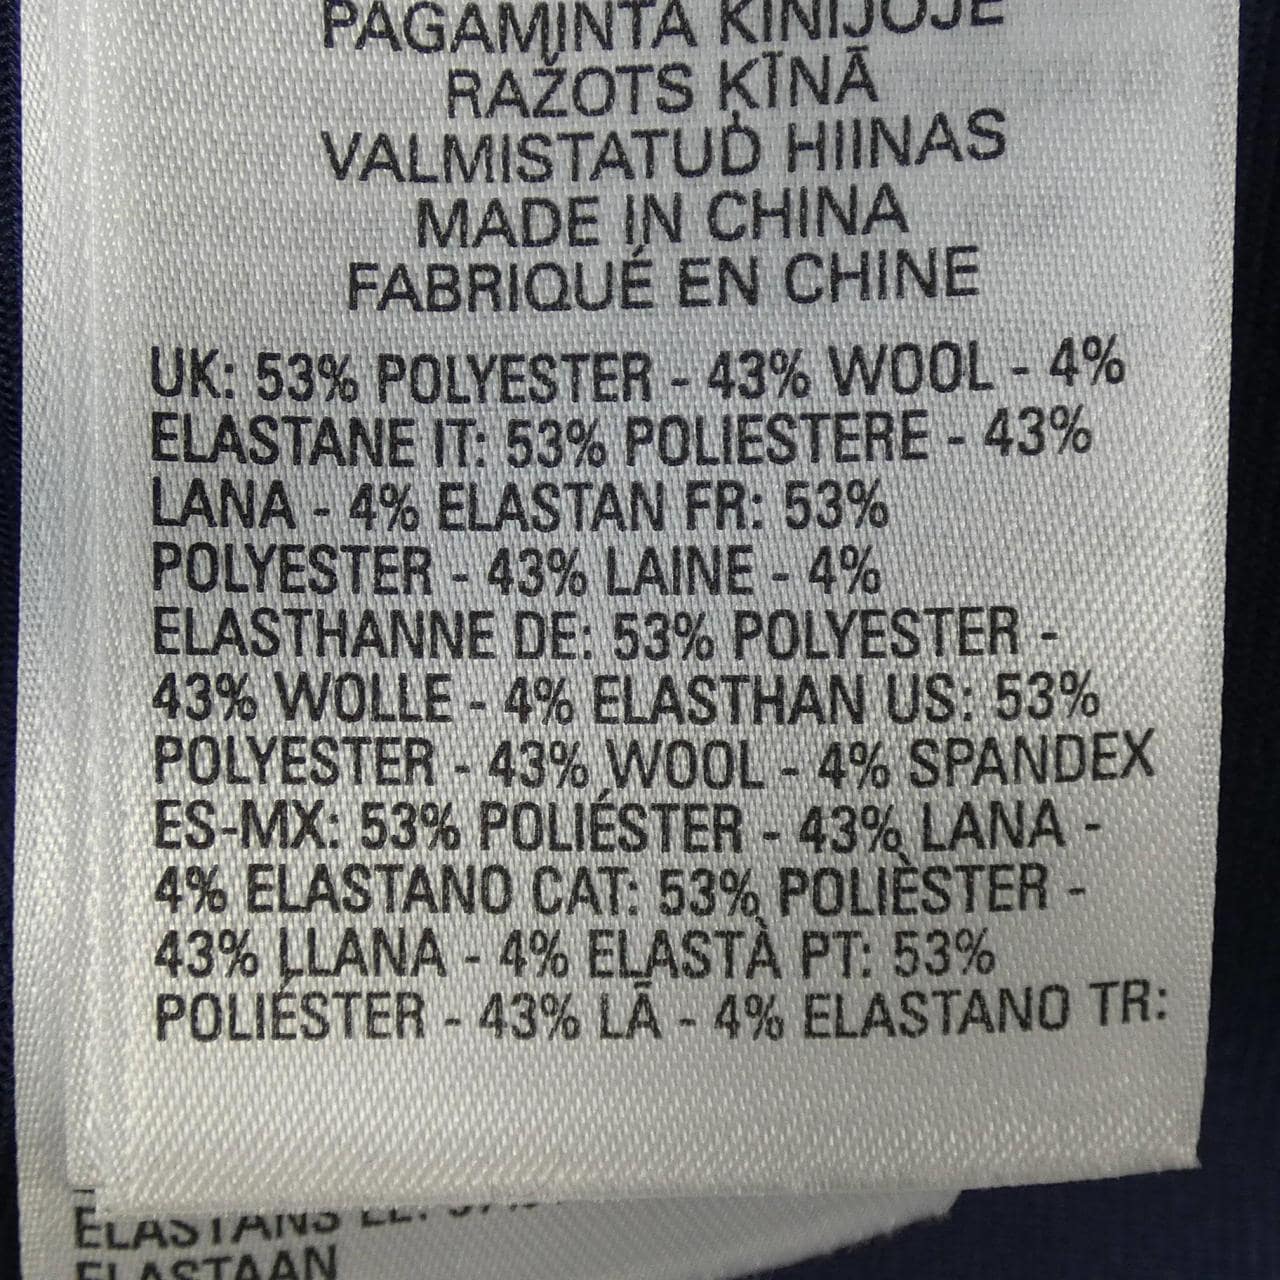 PAGAMINTA KINIJOJE
RAŽOTS ĶĪNĀ
VALMISTATUD HIINAS
MADE IN CHINA
FABRIQUÉ EN CHINE
UK: 53% POLYESTER - 43% WOOL - 4%
ELASTANE IT: 53% POLIESTERE - 43%
LANA - 4% ELASTAN FR: 53%
POLYESTER - 43% LAINE - 4%
ELASTHANNE DE: 53% POLYESTER -
43% WOLLE - 4% ELASTHAN US: 53%
POLYESTER - 43% WOOL - 4% SPANDEX
ES-MX: 53% POLIÉSTER - 43% LANA -
4% ELASTANO CAT: 53% POLIÈSTER -
43% LLANA - 4% ELASTÀ PT: 53%
POLIÉSTER - 43% LÃ - 4% ELASTANO TR:
ELASTANS
ELASTAAN